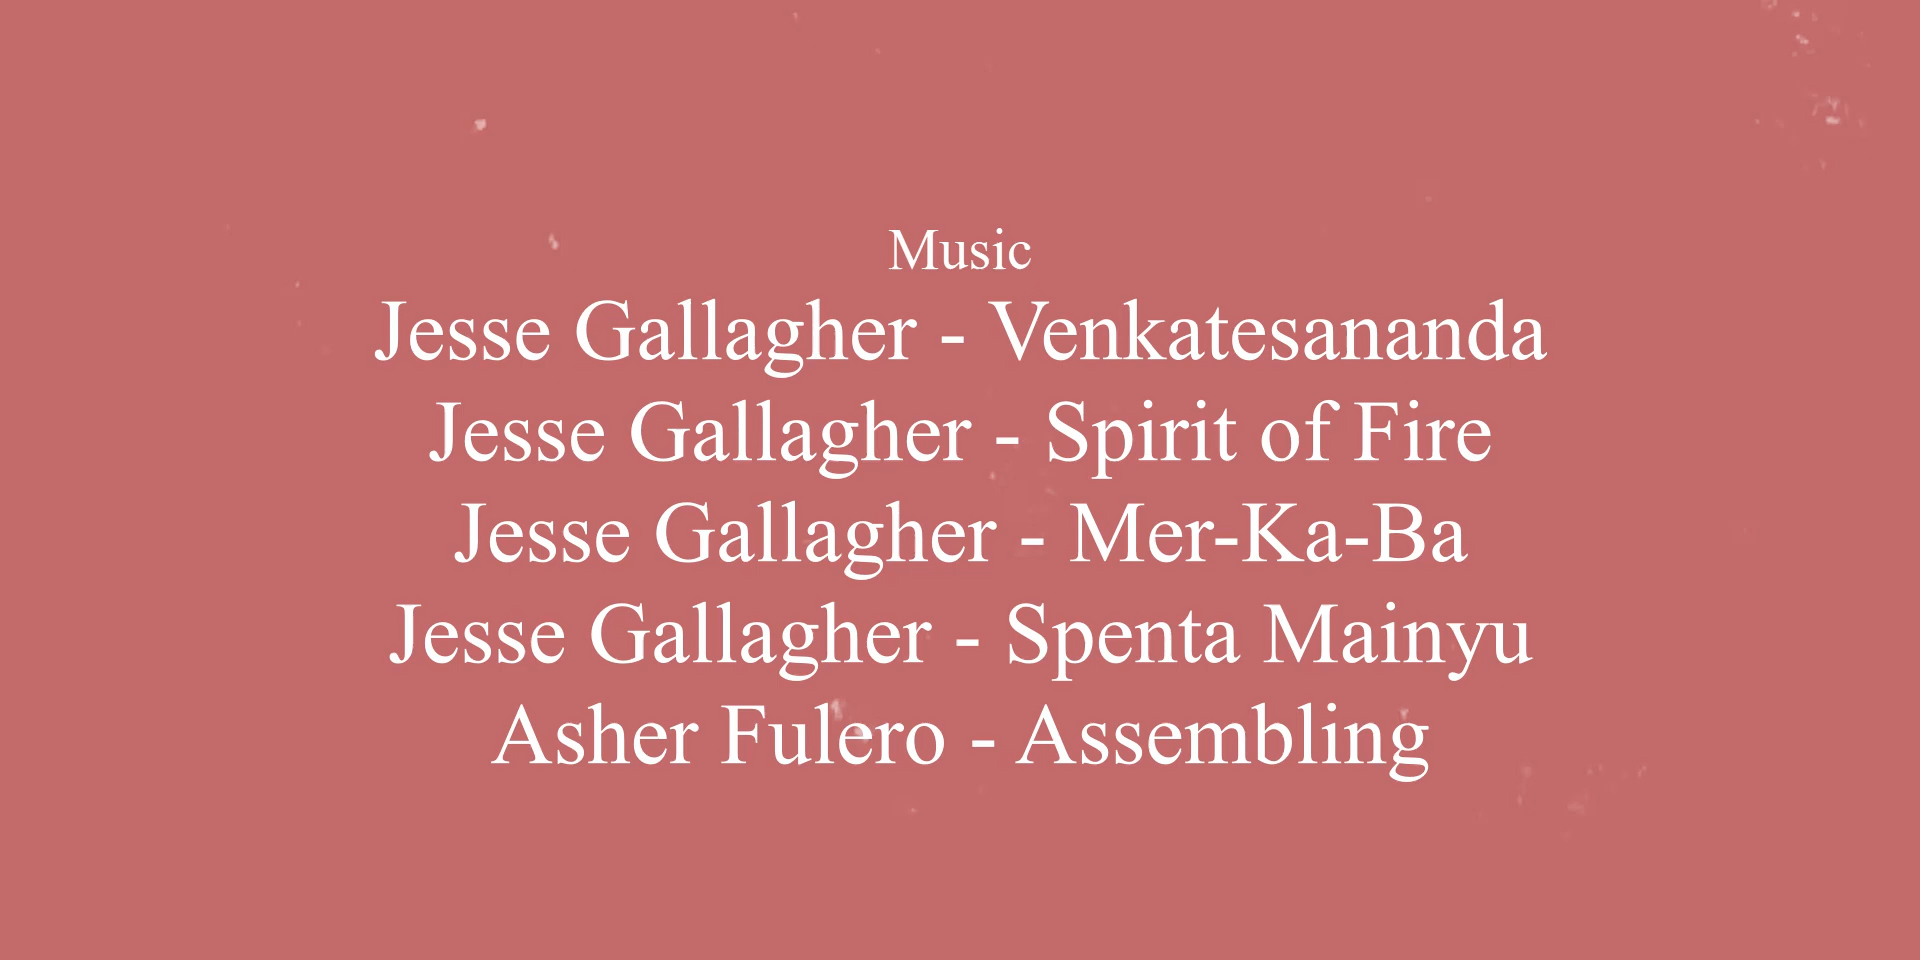 Music
Jesse Gallagher - Venkatesananda
Jesse Gallagher - Spirit of Fire
Jesse Gallagher - Mer-Ka-Ba
Jesse Gallagher - Spenta Mainyu
Asher Fulero - Assembling